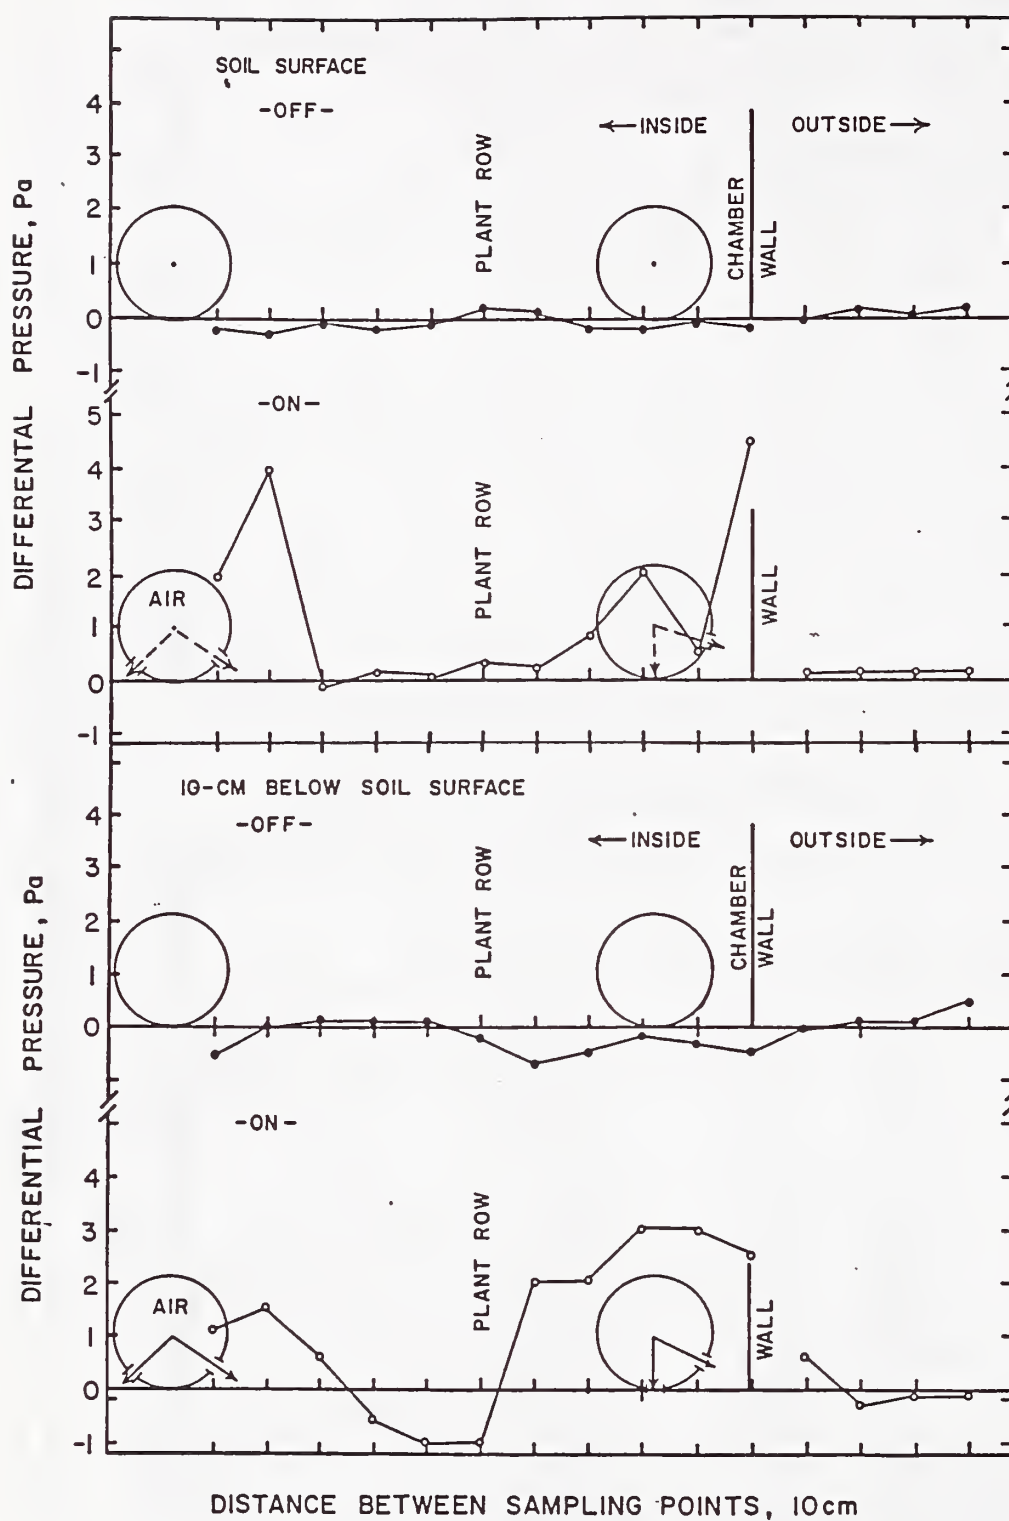 SOIL SURFACE
-OFF-
←INSIDE
OUTSIDE→
PLANT ROW
CHAMBER
WALL
4
3
2
1
0
-1
DIFFERENTAL PRESSURE, Pa
-ON-
5
4
3
2
1
0
-1
AIR
PLANT ROW
WALL
10-CM BELOW SOIL SURFACE
-OFF-
←INSIDE
OUTSIDE→
PLANT ROW
CHAMBER
WALL
4
3
2
1
0
DIFFERENTIAL PRESSURE, Pa
-ON-
4
3
2
1
0
-1
AIR
PLANT ROW
WALL
DISTANCE BETWEEN SAMPLING POINTS, 10cm